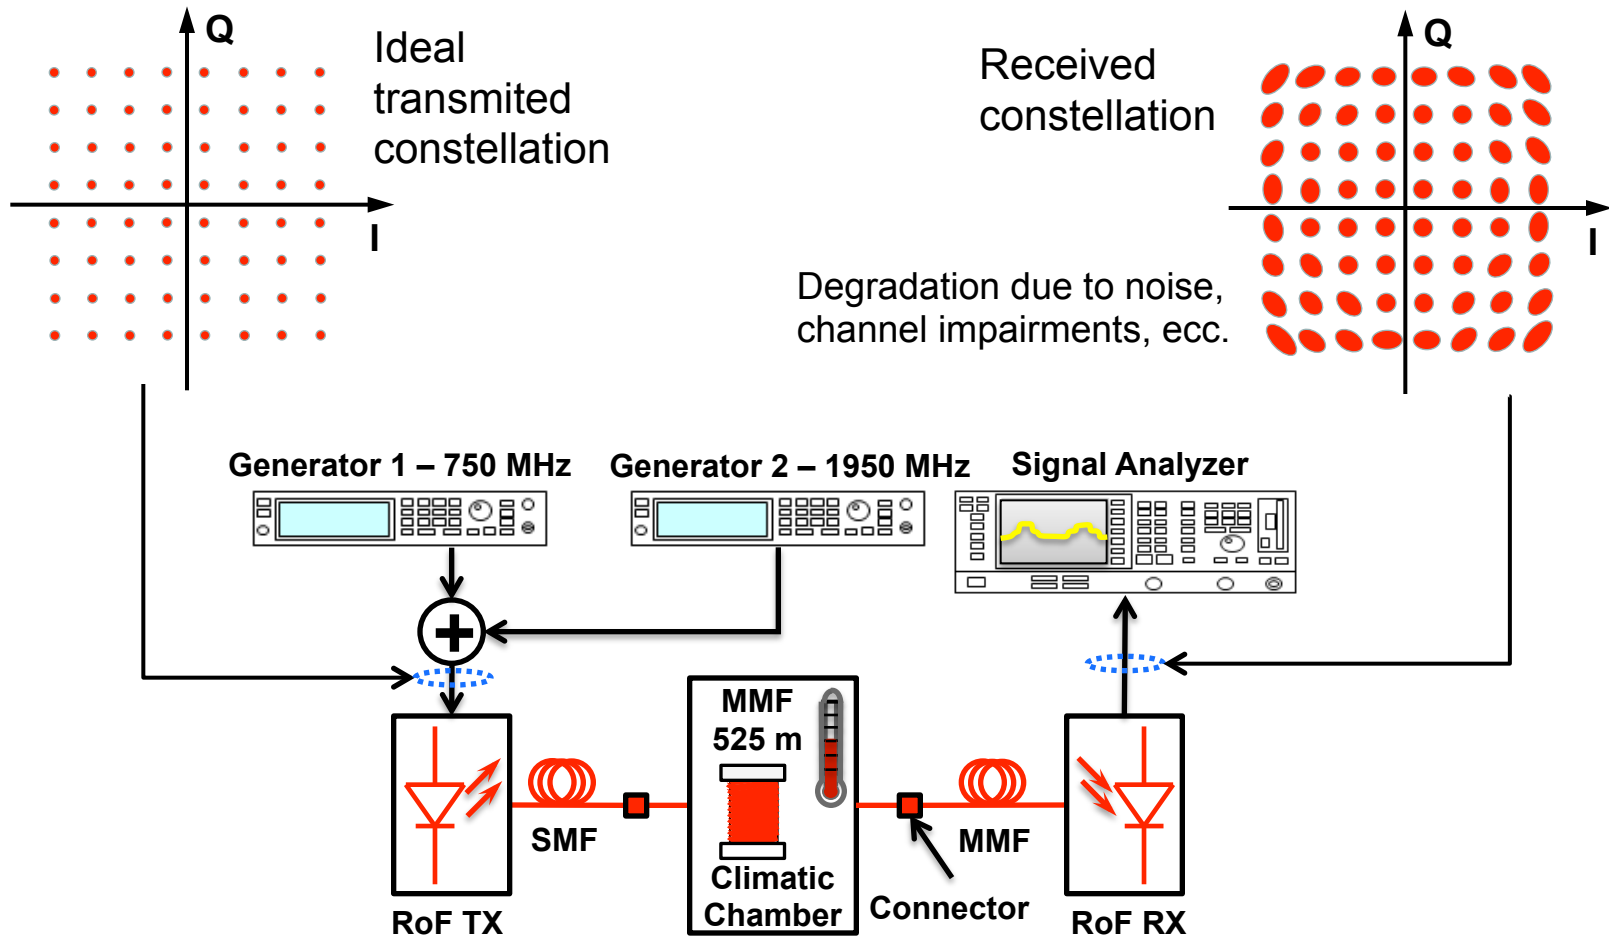 Q
Ideal
transmited
constellation
I
Received
constellation
Q
I
Degradation due to noise,
channel impairments, ecc.
Generator 1 – 750 MHz
Generator 2 – 1950 MHz
Signal Analyzer
+
MMF
525 m
Climatic
Chamber
SMF
MMF
Connector
RoF TX
RoF RX